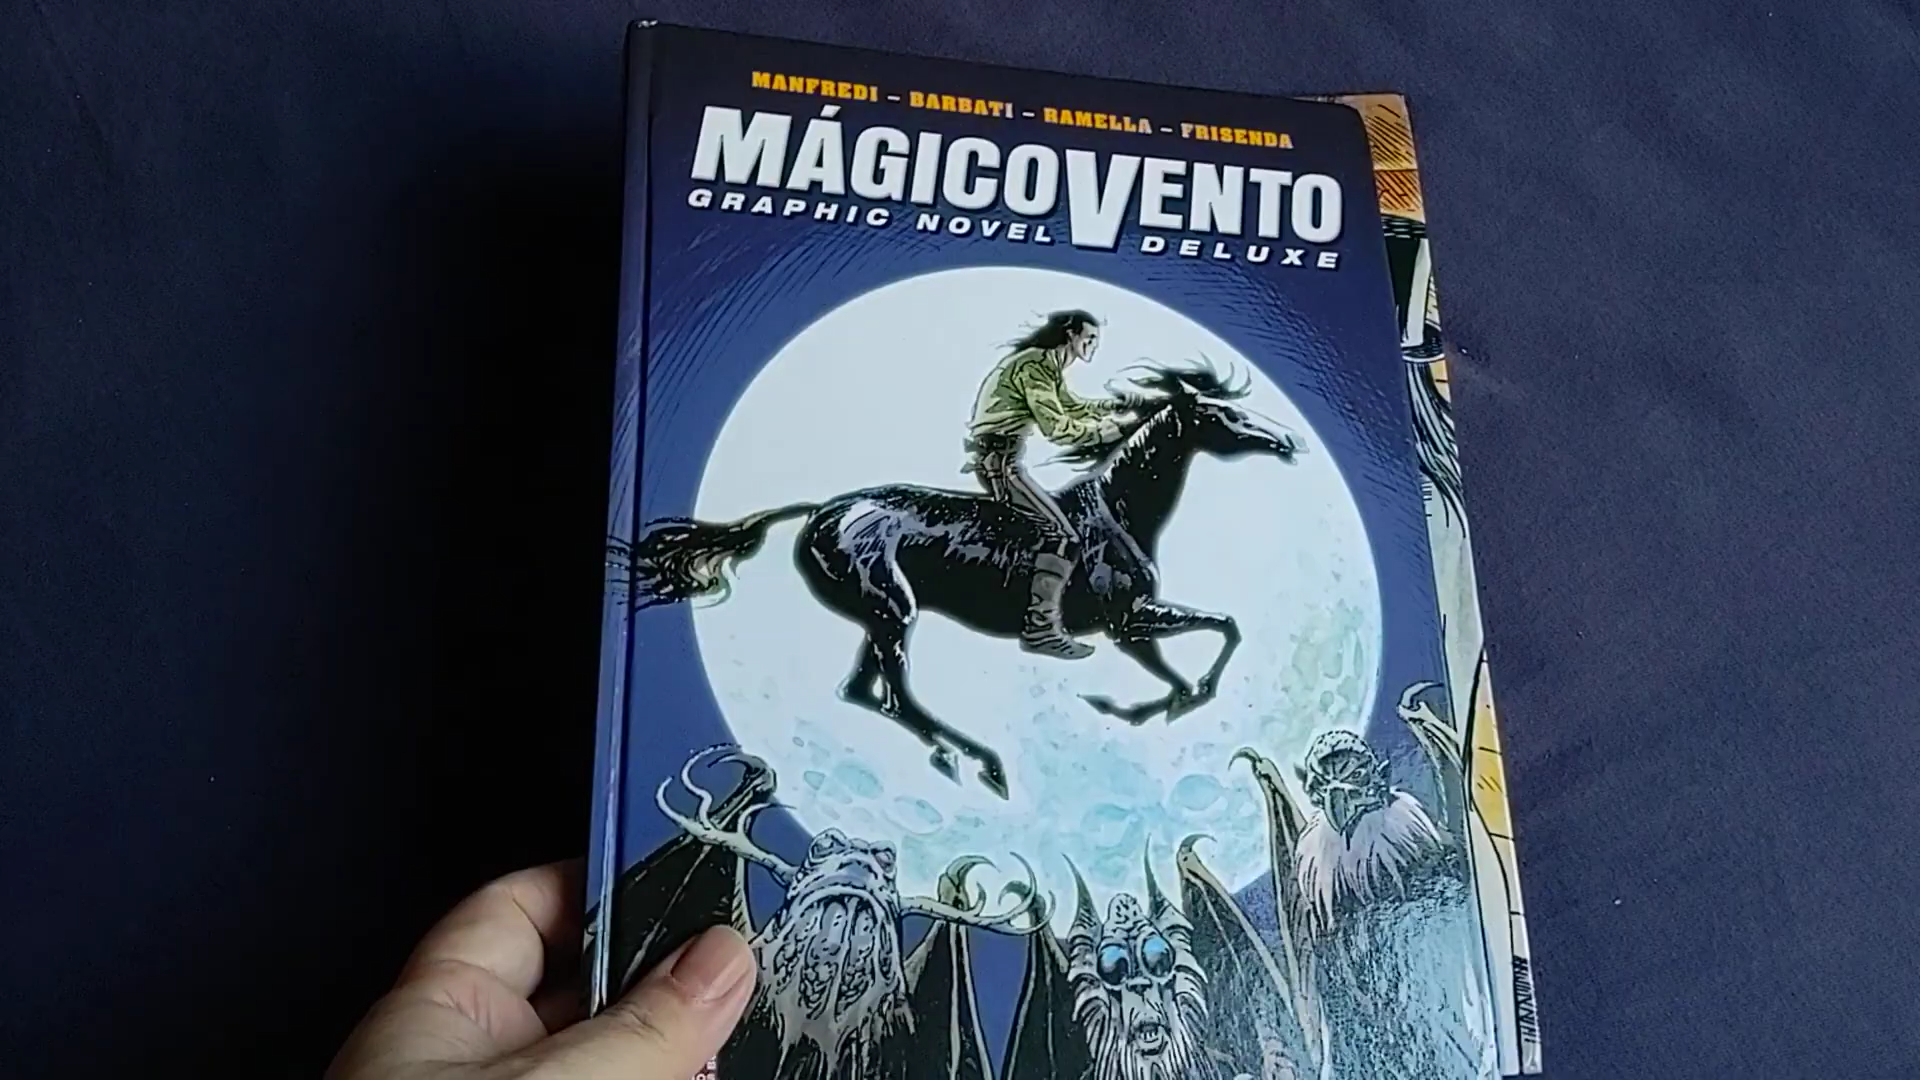 MANFREDI - BARBATI - RAMELLA - FRISENDA
MÁGICO VENTO
GRAPHIC NOVEL DELUXE